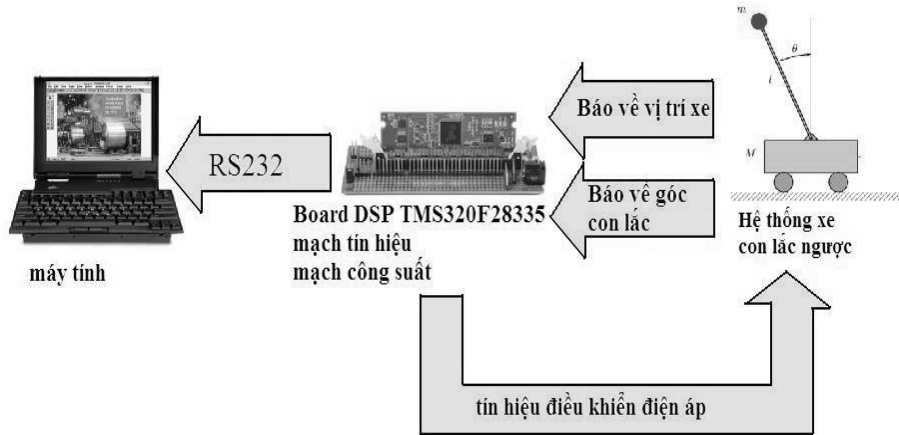 m
θ
l
M
Báo về vị trí xe
RS232
Báo về góc
con lắc
Board DSP TMS320F28335
mạch tín hiệu
mạch công suất
Hệ thống xe
con lắc ngược
máy tính
tín hiệu điều khiển điện áp